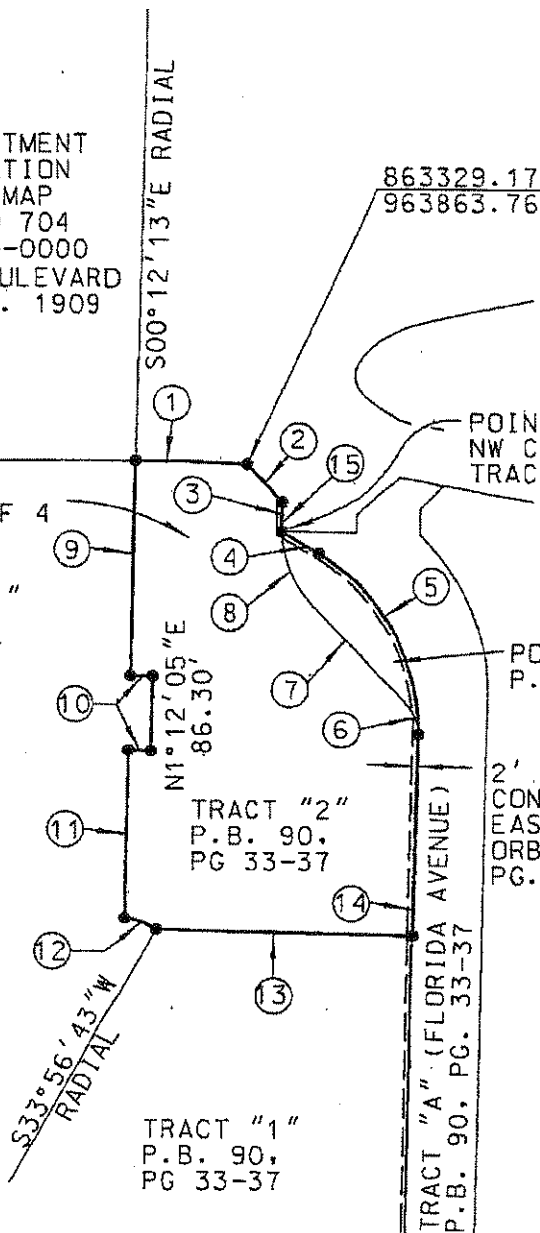 TMENT
TION
MAP
704
-0000
ULEVARD
. 1909
S00°12'13"E RADIAL
863329.17
963863.76
1
2
15
POIN
NW C
TRAC
3
F 4
4
9
5
"
8
PO
P.
7
10
N1°12'05"E
86.30'
6
2'
CON
EAS
ORB
PG.
TRACT "2"
P.B. 90,
PG 33-37
11
14
12
13
S33°56'43"W
RADIAL
TRACT "A" (FLORIDA AVENUE)
P.B. 90, PG. 33-37
TRACT "1"
P.B. 90,
PG 33-37